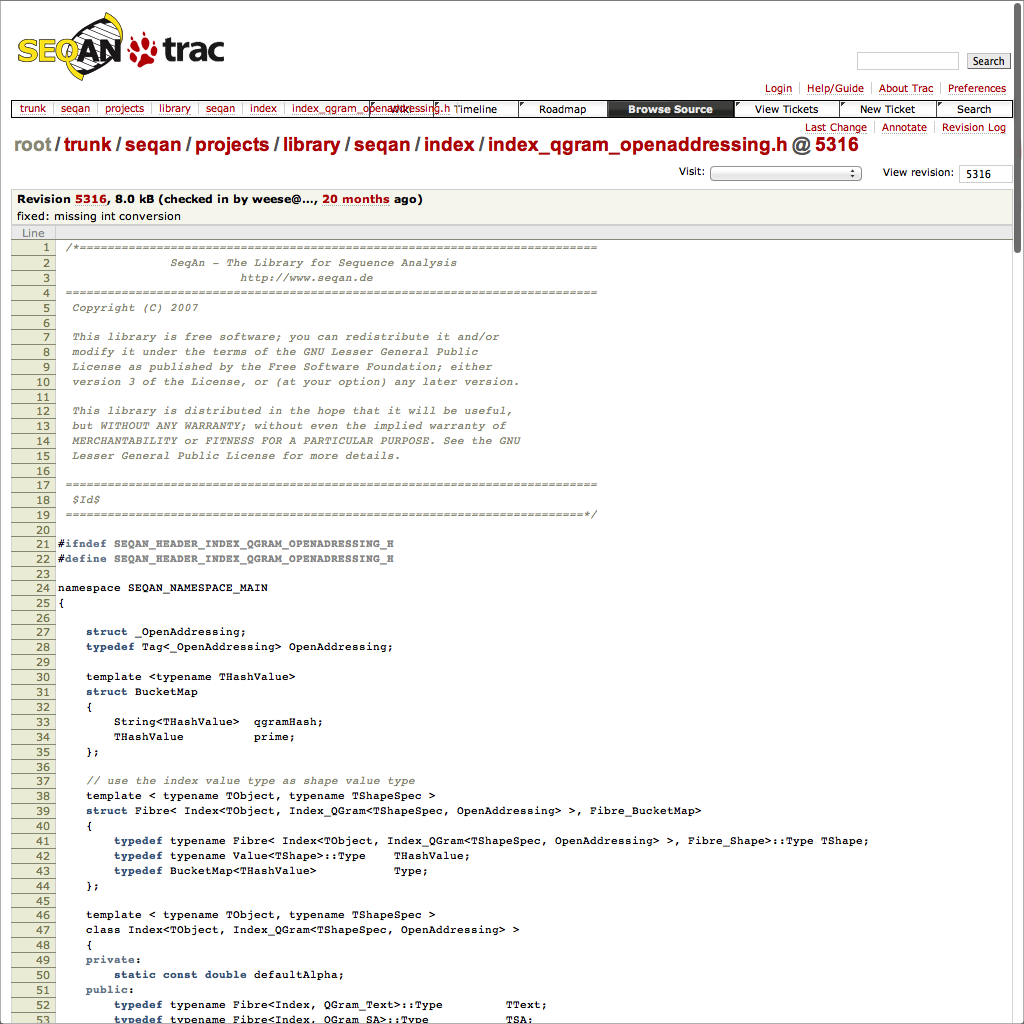 SEQAN trac
Search
Login Help/Guide About Trac Preferences
trunk seqan projects library seqan index index_qgram_openaddressing.h Wiki Timeline Roadmap Browse Source View Tickets New Ticket Search
Last Change Annotate Revision Log
root / trunk / seqan / projects / library / seqan / index / index_qgram_openaddressing.h @ 5316
Visit: View revision: 5316
Revision 5316, 8.0 kB (checked in by weese@..., 20 months ago)
fixed: missing int conversion
Line
1 /*==========================================================================
2 SeqAn - The Library for Sequence Analysis
3 http://www.seqan.de
4 ============================================================================
5 Copyright (C) 2007
6
7 This library is free software; you can redistribute it and/or
8 modify it under the terms of the GNU Lesser General Public
9 License as published by the Free Software Foundation; either
10 version 3 of the License, or (at your option) any later version.
11
12 This library is distributed in the hope that it will be useful,
13 but WITHOUT ANY WARRANTY; without even the implied warranty of
14 MERCHANTABILITY or FITNESS FOR A PARTICULAR PURPOSE. See the GNU
15 Lesser General Public License for more details.
16
17 ============================================================================
18 $Id$
19 ==========================================================================*/
20
21 #ifndef SEQAN_HEADER_INDEX_QGRAM_OPENADRESSING_H
22 #define SEQAN_HEADER_INDEX_QGRAM_OPENADRESSING_H
23
24 namespace SEQAN_NAMESPACE_MAIN
25 {
26
27 struct _OpenAddressing;
28 typedef Tag<_OpenAddressing> OpenAddressing;
29
30 template <typename THashValue>
31 struct BucketMap
32 {
33 String<THashValue> qgramHash;
34 THashValue prime;
35 };
36
37 // use the index value type as shape value type
38 template < typename TObject, typename TShapeSpec >
39 struct Fibre< Index<TObject, Index_QGram<TShapeSpec, OpenAddressing> >, Fibre_BucketMap>
40 {
41 typedef typename Fibre< Index<TObject, Index_QGram<TShapeSpec, OpenAddressing> >, Fibre_Shape>::Type TShape;
42 typedef typename Value<TShape>::Type THashValue;
43 typedef BucketMap<THashValue> Type;
44 };
45
46 template < typename TObject, typename TShapeSpec >
47 class Index<TObject, Index_QGram<TShapeSpec, OpenAddressing> >
48 {
49 private:
50 static const double defaultAlpha;
51 public:
52 typedef typename Fibre<Index, QGram_Text>::Type TText;
53 typedef typename Fibre<Index, QGram_SA>::Type TSA;